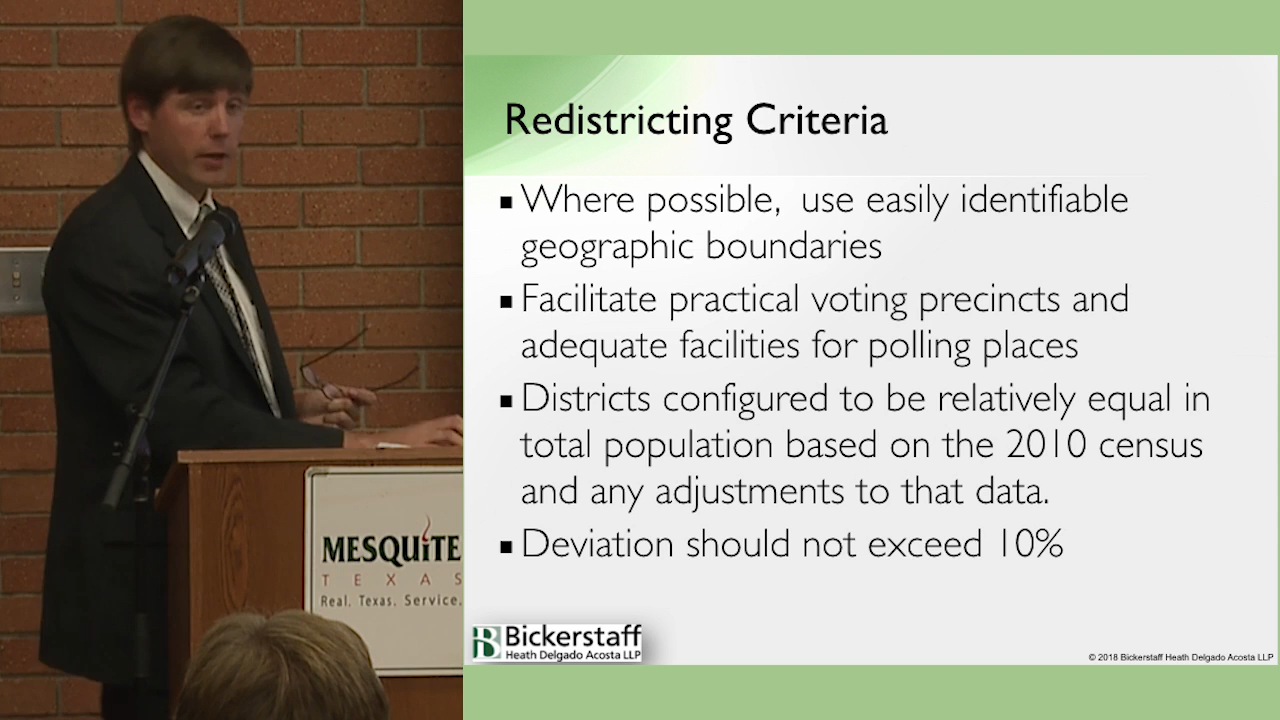 Redistricting Criteria
▪ Where possible, use easily identifiable
geographic boundaries
▪ Facilitate practical voting precincts and
adequate facilities for polling places
▪ Districts configured to be relatively equal in
total population based on the 2010 census
and any adjustments to that data.
▪ Deviation should not exceed 10%
MESQUiTE
TEXAS
Real. Texas. Service.
B Bickerstaff
Heath Delgado Acosta LLP
© 2018 Bickerstaff Heath Delgado Acosta LLP